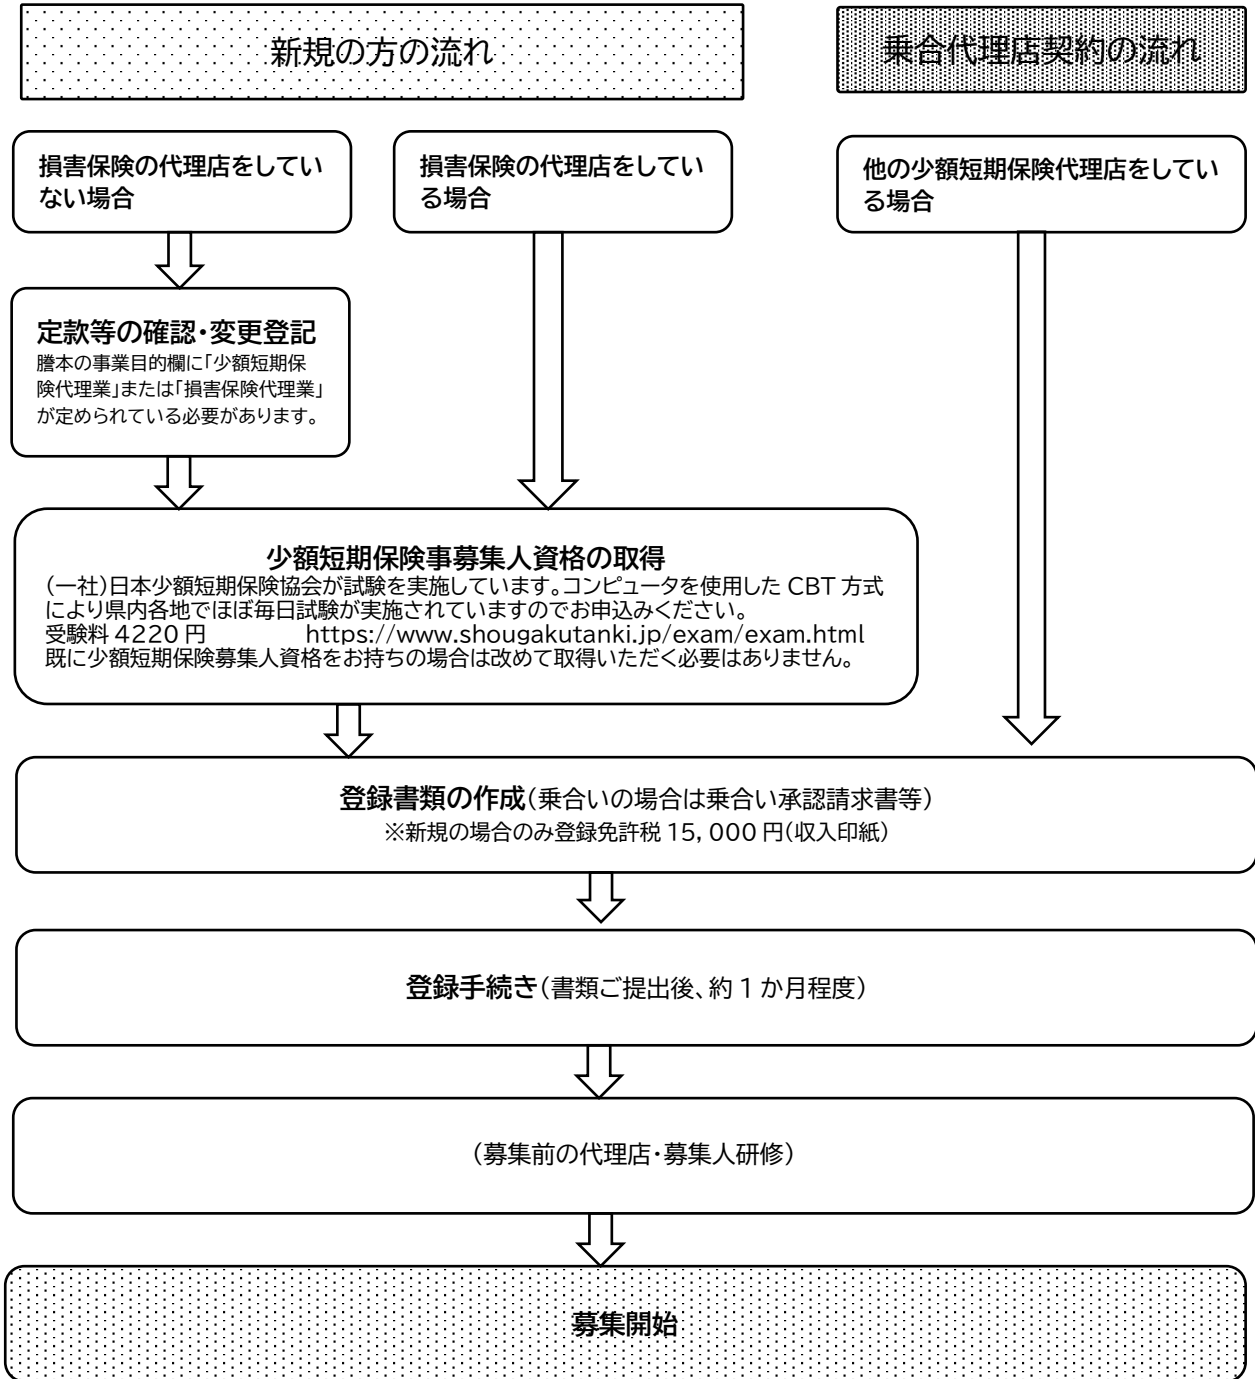 新規の方の流れ
乗合代理店契約の流れ
損害保険の代理店をしてい
ない場合
損害保険の代理店をしてい
る場合
他の少額短期保険代理店をしてい
る場合
定款等の確認・変更登記
謄本の事業目的欄に「少額短期保
険代理業」または「損害保険代理業」
が定められている必要があります。
少額短期保険事募集人資格の取得
(一社)日本少額短期保険協会が試験を実施しています。コンピュータを使用した CBT 方式
により県内各地でほぼ毎日試験が実施されていますのでお申込みください。
受験料 4220 円 https://www.shougakutanki.jp/exam/exam.html
既に少額短期保険募集人資格をお持ちの場合は改めて取得いただく必要はありません。
登録書類の作成(乗合いの場合は乗合い承認請求書等)
※新規の場合のみ登録免許税 15,000 円(収入印紙)
登録手続き(書類ご提出後、約 1 か月程度)
(募集前の代理店・募集人研修)
募集開始